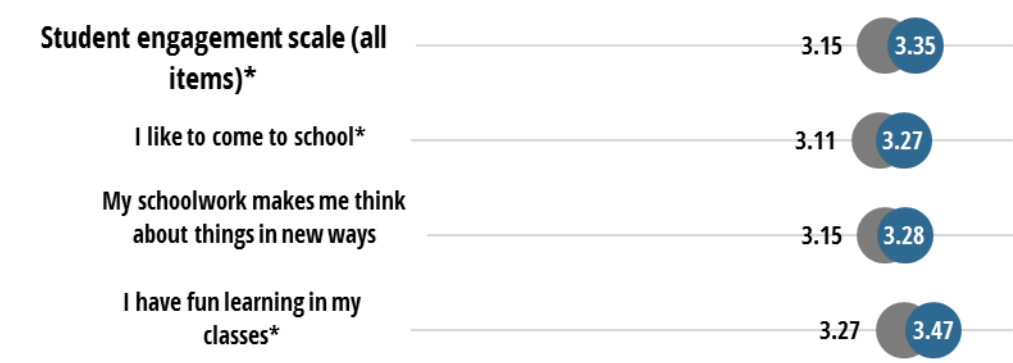 Student engagement scale (all
items)*
3.15 3.35
I like to come to school*
3.11 3.27
My schoolwork makes me think
about things in new ways
3.15 3.28
I have fun learning in my
classes*
3.27 3.47